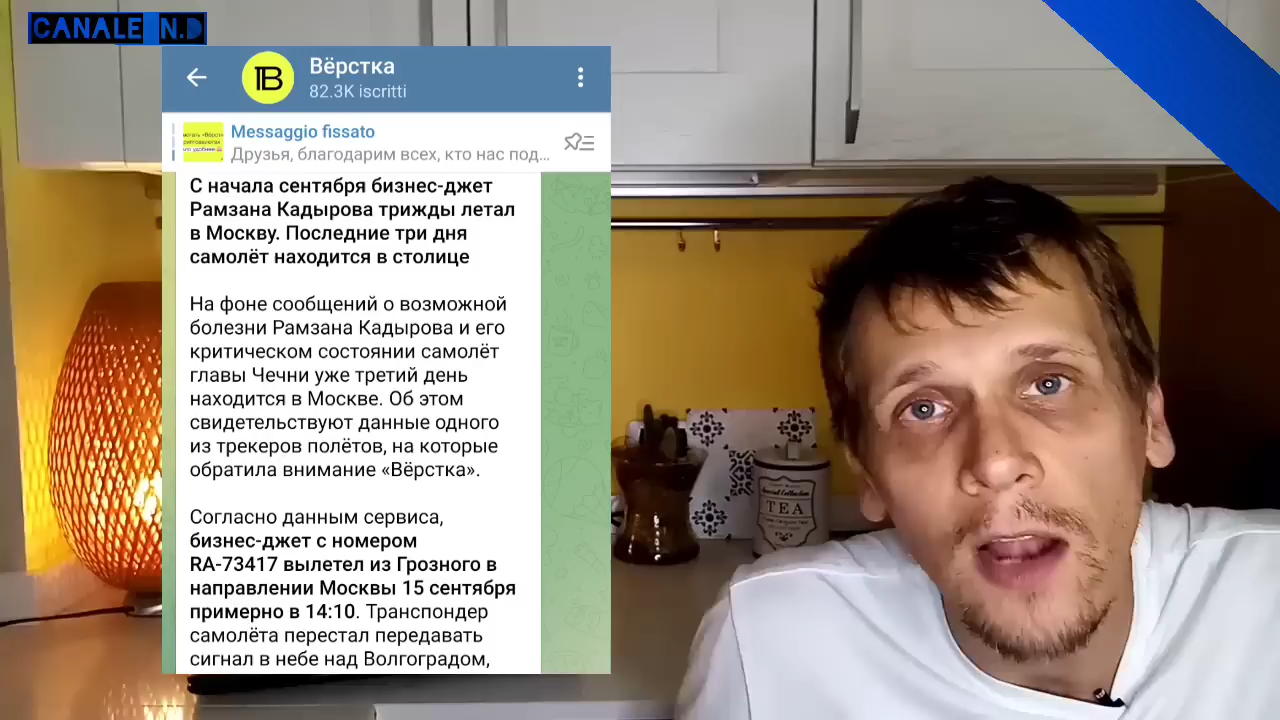 CANALE N.D
Вёрстка
82.3K iscritti
Messaggio fissato
Друзья, благодарим всех, кто нас под...
С начала сентября бизнес-джет
Рамзана Кадырова трижды летал
в Москву. Последние три дня
самолёт находится в столице
На фоне сообщений о возможной
болезни Рамзана Кадырова и его
критическом состоянии самолёт
главы Чечни уже третий день
находится в Москве. Об этом
свидетельствуют данные одного
из трекеров полётов, на которые
обратила внимание «Вёрстка».
Согласно данным сервиса,
бизнес-джет с номером
RA-73417 вылетел из Грозного в
направлении Москвы 15 сентября
примерно в 14:10. Транспондер
самолёта перестал передавать
сигнал в небе над Волгоградом,
Special Collection
TEA